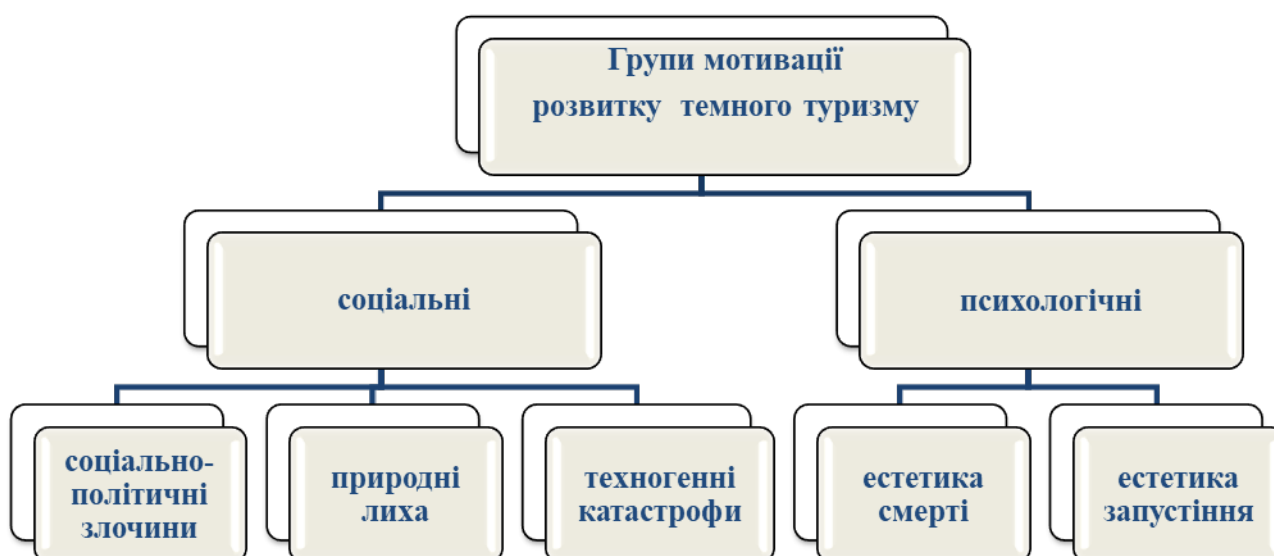 Групи мотивації
розвитку темного туризму
соціальні
психологічні
соціально-
політичні
злочини
природні
лиха
техногенні
катастрофи
естетика
смерті
естетика
запустіння